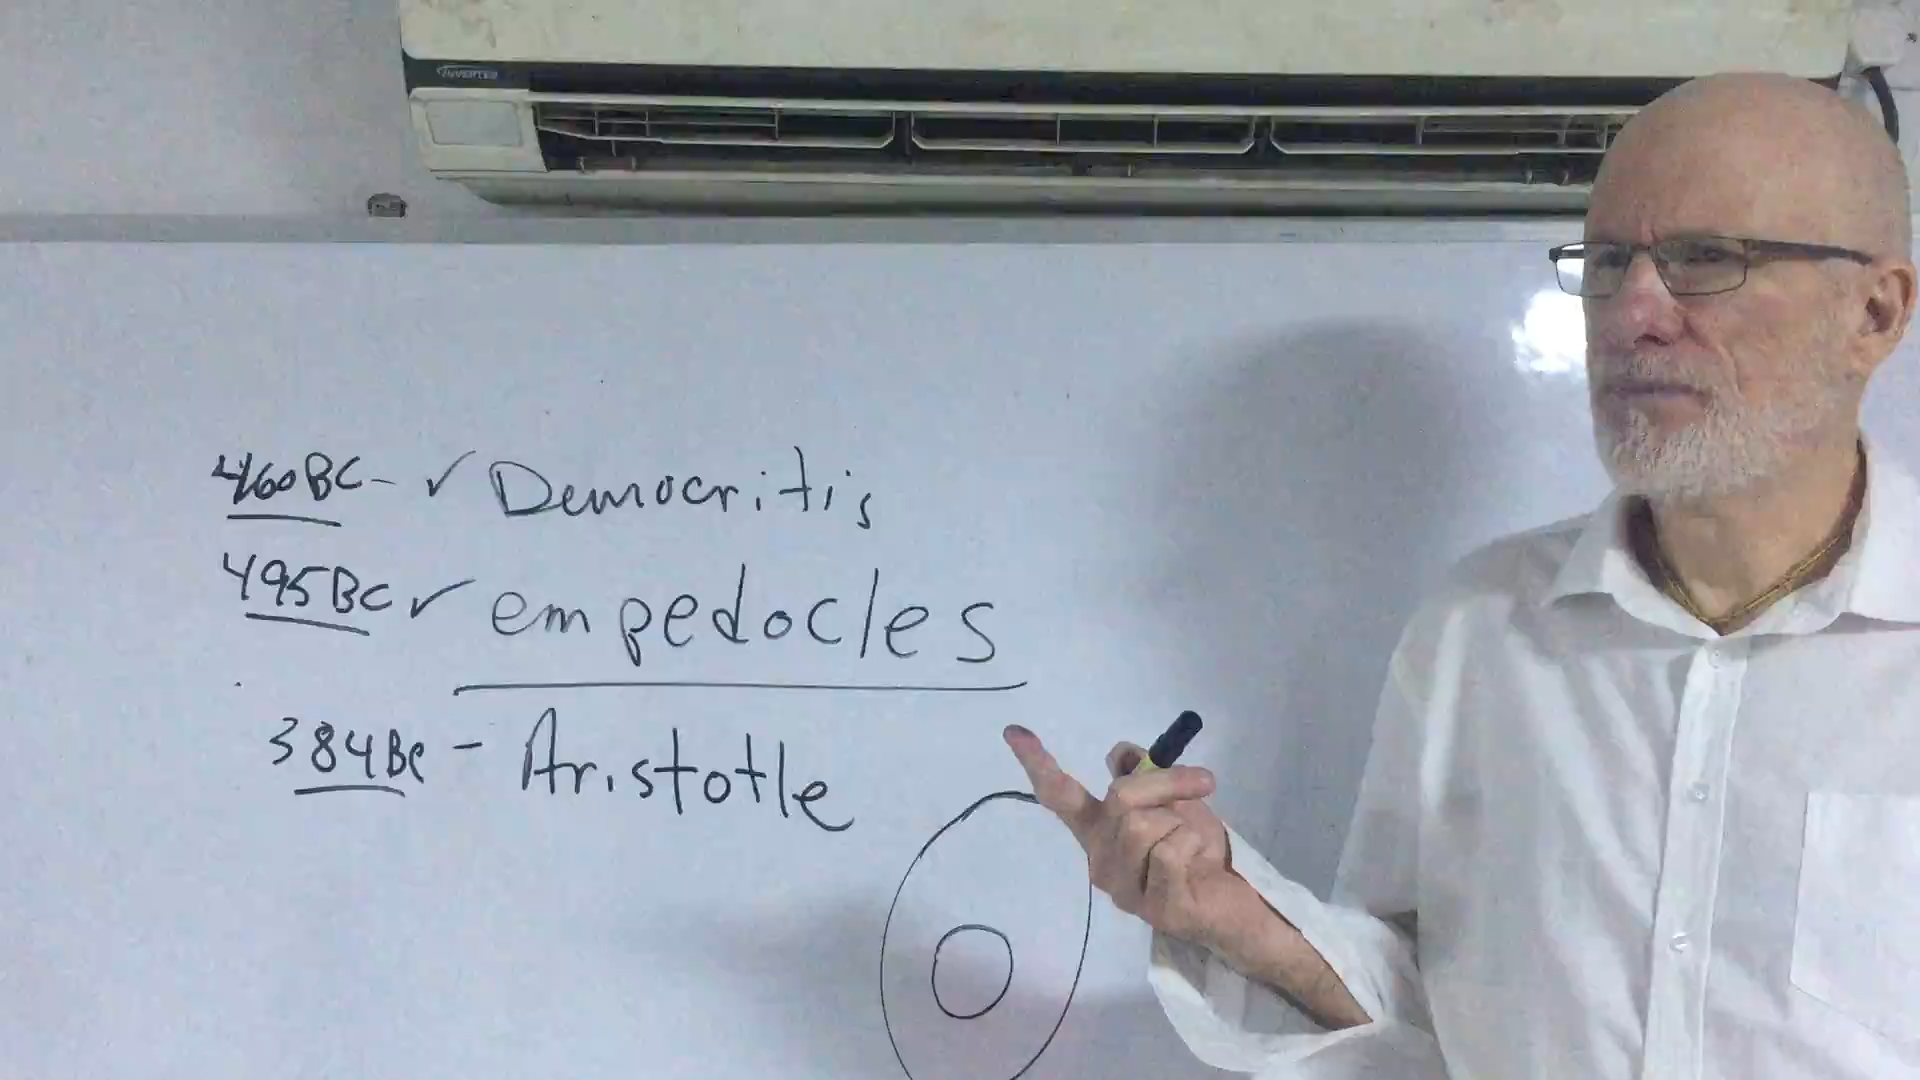 INVERTER
460BC - ✓ Democritis
495BC ✓ empedocles
384BC - Aristotle